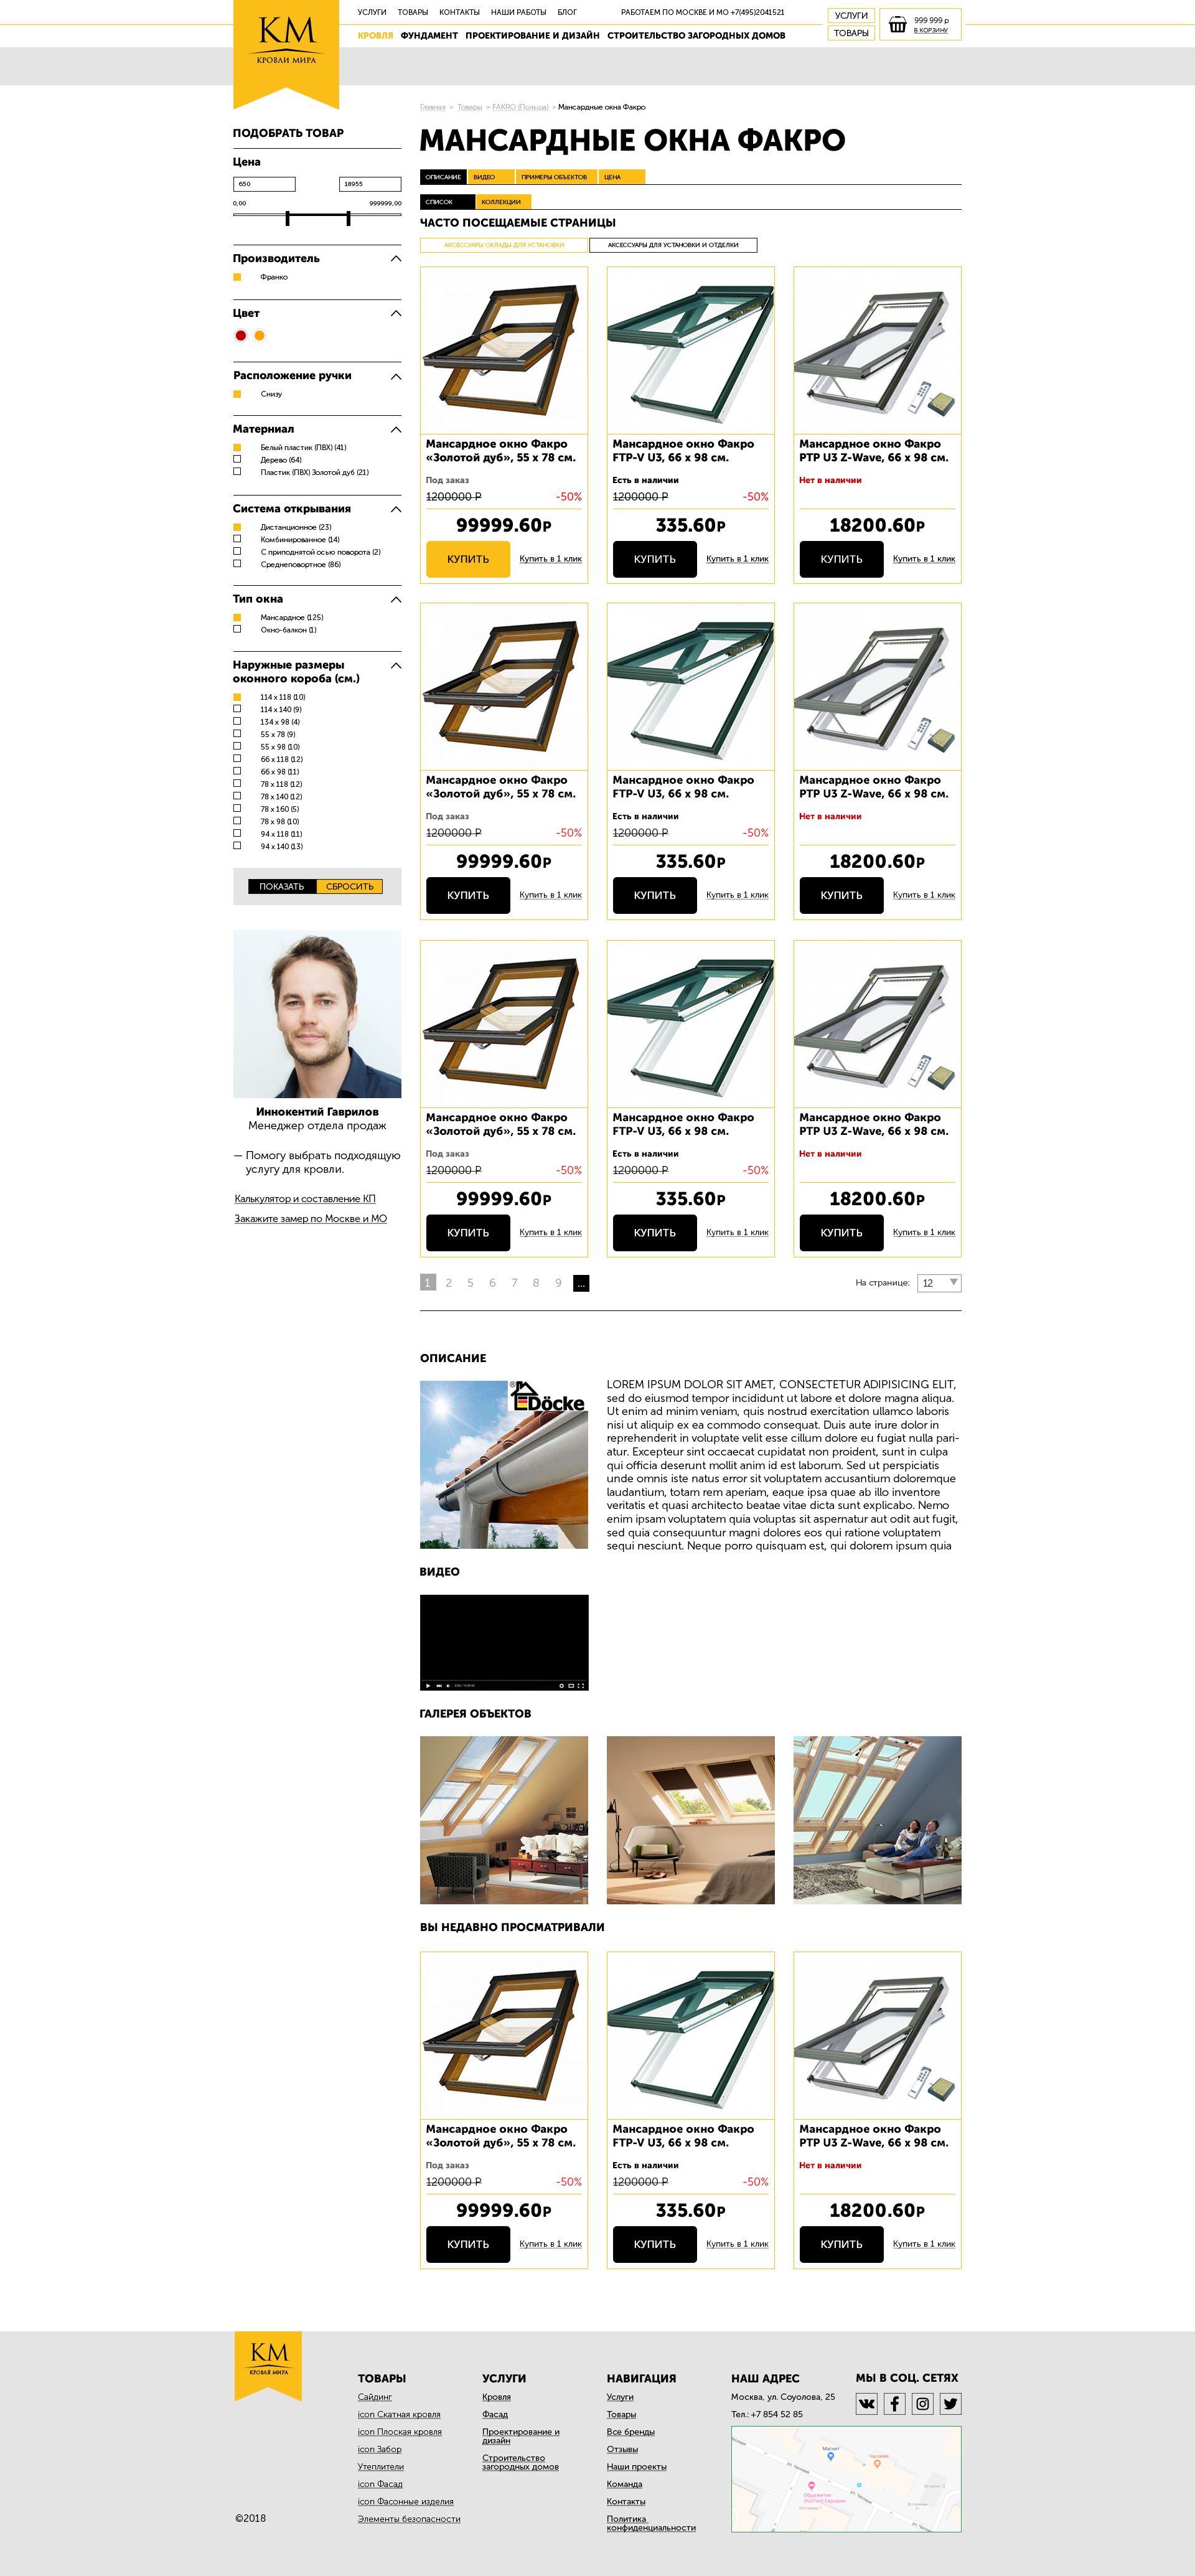 КМ
КРОВЛИ МИРА
УСЛУГИ ТОВАРЫ КОНТАКТЫ НАШИ РАБОТЫ БЛОГ РАБОТАЕМ ПО МОСКВЕ И МО +7(495)2041521
КРОВЛЯ ФУНДАМЕНТ ПРОЕКТИРОВАНИЕ И ДИЗАЙН СТРОИТЕЛЬСТВО ЗАГОРОДНЫХ ДОМОВ
УСЛУГИ
ТОВАРЫ
999 999 р
В КОРЗИНУ
Главная > Товары > FAKRO (Польша) > Мансардные окна Факро
ПОДОБРАТЬ ТОВАР
Цена
650 18955
0,00 999999,00
Производитель
Франко
Цвет
Расположение ручки
Снизу
Материниал
Белый пластик (ПВХ) (41)
Дерево (64)
Пластик (ПВХ) Золотой дуб (21)
Система открывания
Дистанционное (23)
Комбинированное (14)
С приподнятой осью поворота (2)
Среднеповортное (86)
Тип окна
Мансардное (125)
Окно-балкон (1)
Наружные размеры
оконного короба (см.)
114 х 118 (10)
114 х 140 (9)
134 х 98 (4)
55 х 78 (9)
55 х 98 (10)
66 х 118 (12)
66 х 98 (11)
78 х 118 (12)
78 х 140 (12)
78 х 160 (5)
78 х 98 (10)
94 х 118 (11)
94 х 140 (13)
ПОКАЗАТЬ СБРОСИТЬ
Иннокентий Гаврилов
Менеджер отдела продаж
— Помогу выбрать подходящую
услугу для кровли.
Калькулятор и составление КП
Закажите замер по Москве и МО
МАНСАРДНЫЕ ОКНА ФАКРО
ОПИСАНИЕ ВИДЕО ПРИМЕРЫ ОБЪЕКТОВ ЦЕНА
СПИСОК КОЛЛЕКЦИИ
ЧАСТО ПОСЕЩАЕМЫЕ СТРАНИЦЫ
АКСЕССУАРЫ ОКЛАДЫ ДЛЯ УСТАНОВКИ АКСЕССУАРЫ ДЛЯ УСТАНОВКИ И ОТДЕЛКИ
Мансардное окно Факро Мансардное окно Факро Мансардное окно Факро
«Золотой дуб», 55 х 78 см. FTP-V U3, 66 х 98 см. PTP U3 Z-Wave, 66 х 98 см.
Под заказ Есть в наличии Нет в наличии
1200000 Р -50% 1200000 Р -50%
99999.60Р 335.60Р 18200.60Р
КУПИТЬ Купить в 1 клик КУПИТЬ Купить в 1 клик КУПИТЬ Купить в 1 клик
Мансардное окно Факро Мансардное окно Факро Мансардное окно Факро
«Золотой дуб», 55 х 78 см. FTP-V U3, 66 х 98 см. PTP U3 Z-Wave, 66 х 98 см.
Под заказ Есть в наличии Нет в наличии
1200000 Р -50% 1200000 Р -50%
99999.60Р 335.60Р 18200.60Р
КУПИТЬ Купить в 1 клик КУПИТЬ Купить в 1 клик КУПИТЬ Купить в 1 клик
Мансардное окно Факро Мансардное окно Факро Мансардное окно Факро
«Золотой дуб», 55 х 78 см. FTP-V U3, 66 х 98 см. PTP U3 Z-Wave, 66 х 98 см.
Под заказ Есть в наличии Нет в наличии
1200000 Р -50% 1200000 Р -50%
99999.60Р 335.60Р 18200.60Р
КУПИТЬ Купить в 1 клик КУПИТЬ Купить в 1 клик КУПИТЬ Купить в 1 клик
1 2 5 6 7 8 9 ... На странице: 12
ОПИСАНИЕ
Döcke
LOREM IPSUM DOLOR SIT AMET, CONSECTETUR ADIPISICING ELIT,
sed do eiusmod tempor incididunt ut labore et dolore magna aliqua.
Ut enim ad minim veniam, quis nostrud exercitation ullamco laboris
nisi ut aliquip ex ea commodo consequat. Duis aute irure dolor in
reprehenderit in voluptate velit esse cillum dolore eu fugiat nulla pari-
atur. Excepteur sint occaecat cupidatat non proident, sunt in culpa
qui officia deserunt mollit anim id est laborum. Sed ut perspiciatis
unde omnis iste natus error sit voluptatem accusantium doloremque
laudantium, totam rem aperiam, eaque ipsa quae ab illo inventore
veritatis et quasi architecto beatae vitae dicta sunt explicabo. Nemo
enim ipsam voluptatem quia voluptas sit aspernatur aut odit aut fugit,
sed quia consequuntur magni dolores eos qui ratione voluptatem
sequi nesciunt. Neque porro quisquam est, qui dolorem ipsum quia
ВИДЕО
ГАЛЕРЕЯ ОБЪЕКТОВ
ВЫ НЕДАВНО ПРОСМАТРИВАЛИ
Мансардное окно Факро Мансардное окно Факро Мансардное окно Факро
«Золотой дуб», 55 х 78 см. FTP-V U3, 66 х 98 см. PTP U3 Z-Wave, 66 х 98 см.
Под заказ Есть в наличии Нет в наличии
1200000 Р -50% 1200000 Р -50%
99999.60Р 335.60Р 18200.60Р
КУПИТЬ Купить в 1 клик КУПИТЬ Купить в 1 клик КУПИТЬ Купить в 1 клик
КМ
КРОВЛЯ МИРА
©2018
ТОВАРЫ
Сайдинг
icon Скатная кровля
icon Плоская кровля
icon Забор
Утеплители
icon Фасад
icon Фасонные изделия
Элементы безопасности
УСЛУГИ
Кровля
Фасад
Проектирование и
дизайн
Строительство
загородных домов
НАВИГАЦИЯ
Услуги
Товары
Все бренды
Отзывы
Наши проекты
Команда
Контакты
Политика
конфиденциальности
НАШ АДРЕС
Москва, ул. Соуолова, 25
Тел.: +7 854 52 85
МЫ В СОЦ. СЕТЯХ
Магнит
Часовая